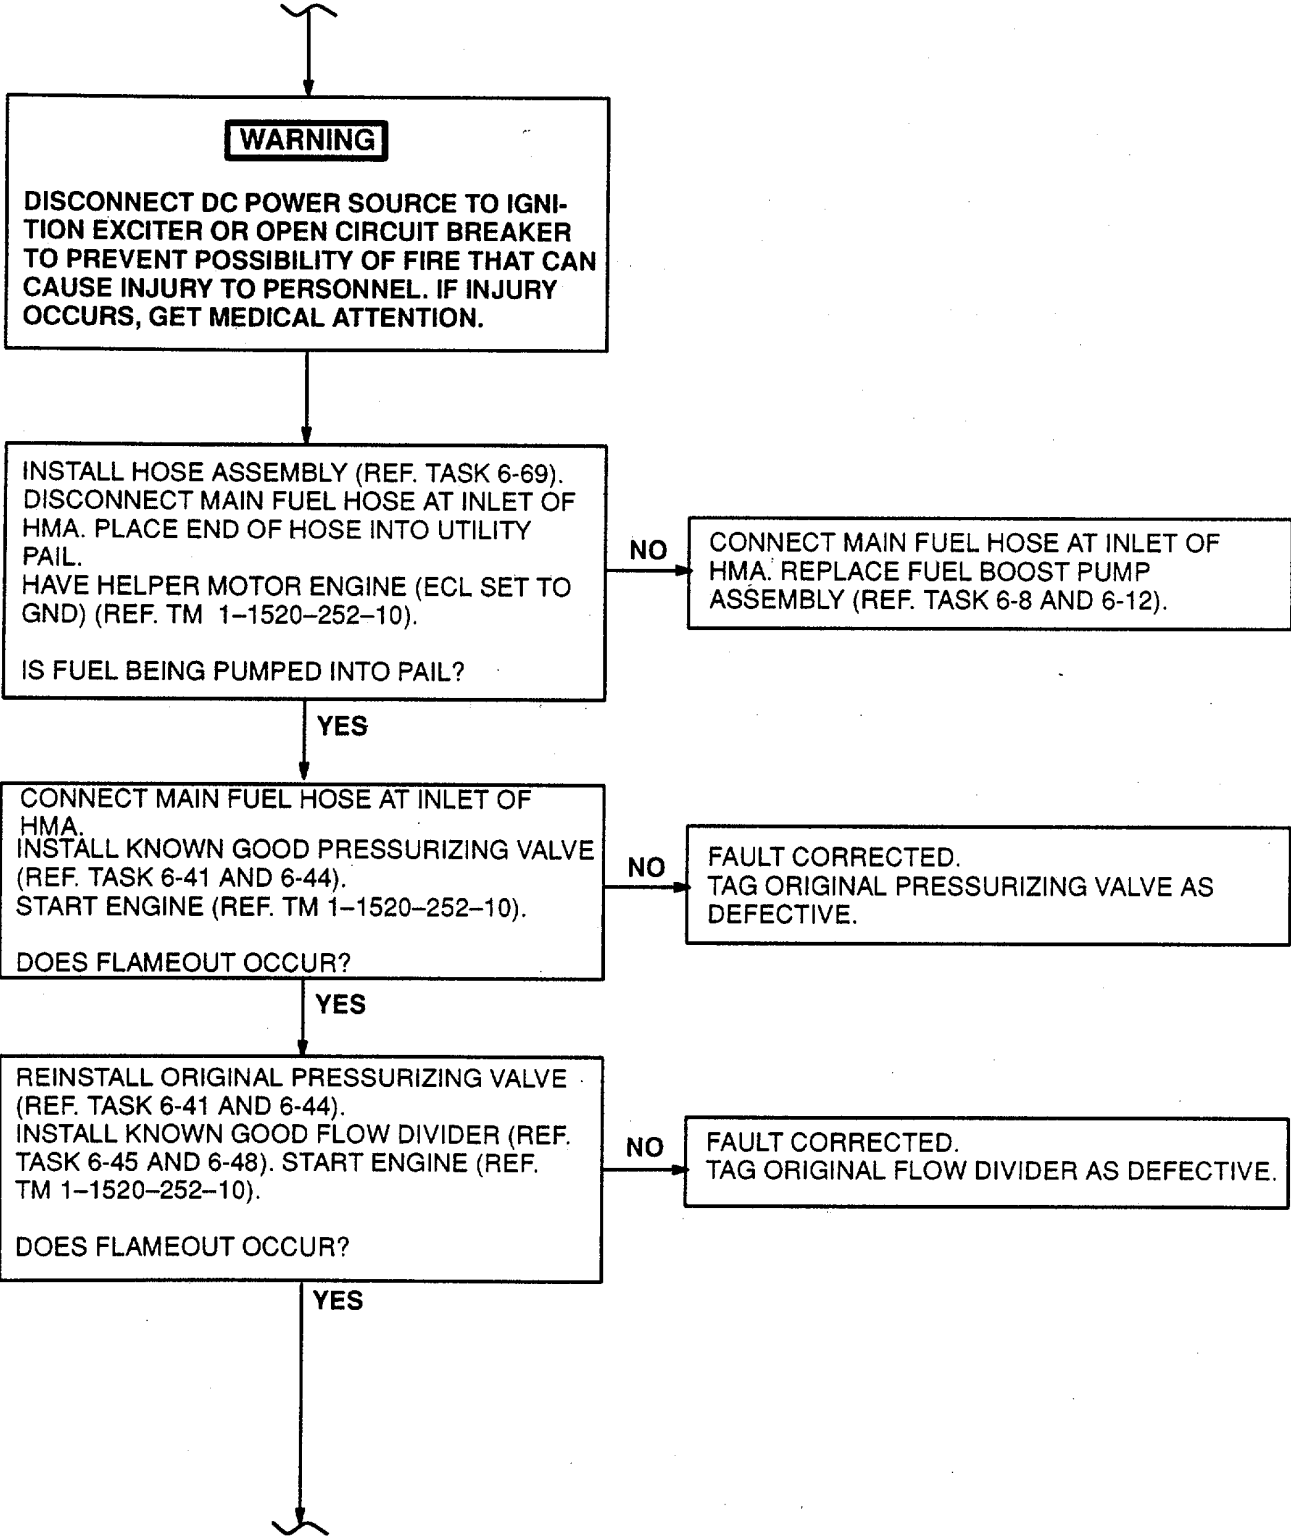 WARNING
DISCONNECT DC POWER SOURCE TO IGNI-
TION EXCITER OR OPEN CIRCUIT BREAKER
TO PREVENT POSSIBILITY OF FIRE THAT CAN
CAUSE INJURY TO PERSONNEL. IF INJURY
OCCURS, GET MEDICAL ATTENTION.
INSTALL HOSE ASSEMBLY (REF. TASK 6-69).
DISCONNECT MAIN FUEL HOSE AT INLET OF
HMA. PLACE END OF HOSE INTO UTILITY
PAIL.
HAVE HELPER MOTOR ENGINE (ECL SET TO
GND) (REF. TM 1–1520–252–10).
IS FUEL BEING PUMPED INTO PAIL?
NO
CONNECT MAIN FUEL HOSE AT INLET OF
HMA. REPLACE FUEL BOOST PUMP
ASSEMBLY (REF. TASK 6-8 AND 6-12).
YES
CONNECT MAIN FUEL HOSE AT INLET OF
HMA.
INSTALL KNOWN GOOD PRESSURIZING VALVE
(REF. TASK 6-41 AND 6-44).
START ENGINE (REF. TM 1–1520–252–10).
DOES FLAMEOUT OCCUR?
NO
FAULT CORRECTED.
TAG ORIGINAL PRESSURIZING VALVE AS
DEFECTIVE.
YES
REINSTALL ORIGINAL PRESSURIZING VALVE
(REF. TASK 6-41 AND 6-44).
INSTALL KNOWN GOOD FLOW DIVIDER (REF.
TASK 6-45 AND 6-48). START ENGINE (REF.
TM 1–1520–252–10).
DOES FLAMEOUT OCCUR?
NO
FAULT CORRECTED.
TAG ORIGINAL FLOW DIVIDER AS DEFECTIVE.
YES